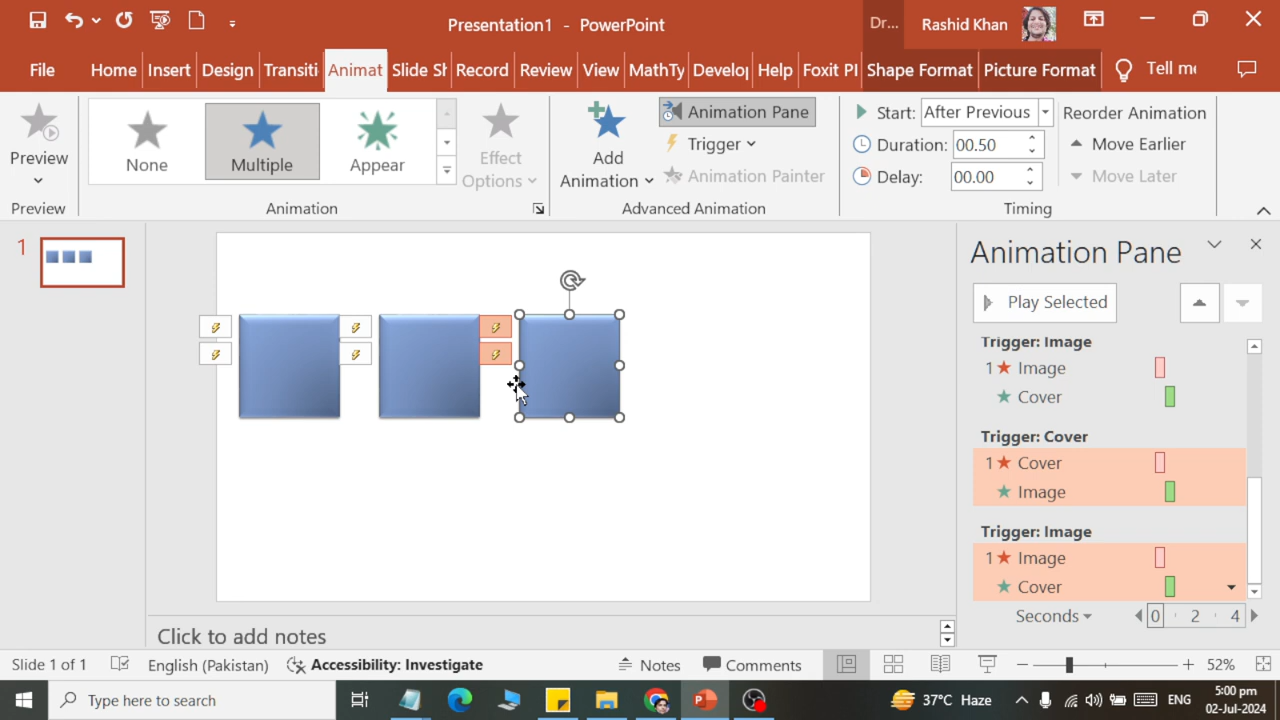 Presentation1 - PowerPoint
Dr...
Rashid Khan
File Home Insert Design Transiti Animat Slide Sh Record Review View MathTy Develop Help Foxit PI Shape Format Picture Format Tell me
Preview
Preview
None
Multiple
Appear
Animation
Effect
Options
Add
Animation
Animation Pane
Trigger
Animation Painter
Advanced Animation
Start: After Previous
Duration: 00.50
Delay: 00.00
Reorder Animation
Move Earlier
Move Later
Timing
1
Animation Pane
Play Selected
Trigger: Image
1 Image
Cover
Trigger: Cover
1 Cover
Image
Trigger: Image
1 Image
Cover
Seconds 0 2 4
Click to add notes
Slide 1 of 1 English (Pakistan) Accessibility: Investigate Notes Comments 52%
Type here to search
37°C Haze
ENG
5:00 pm
02-Jul-2024